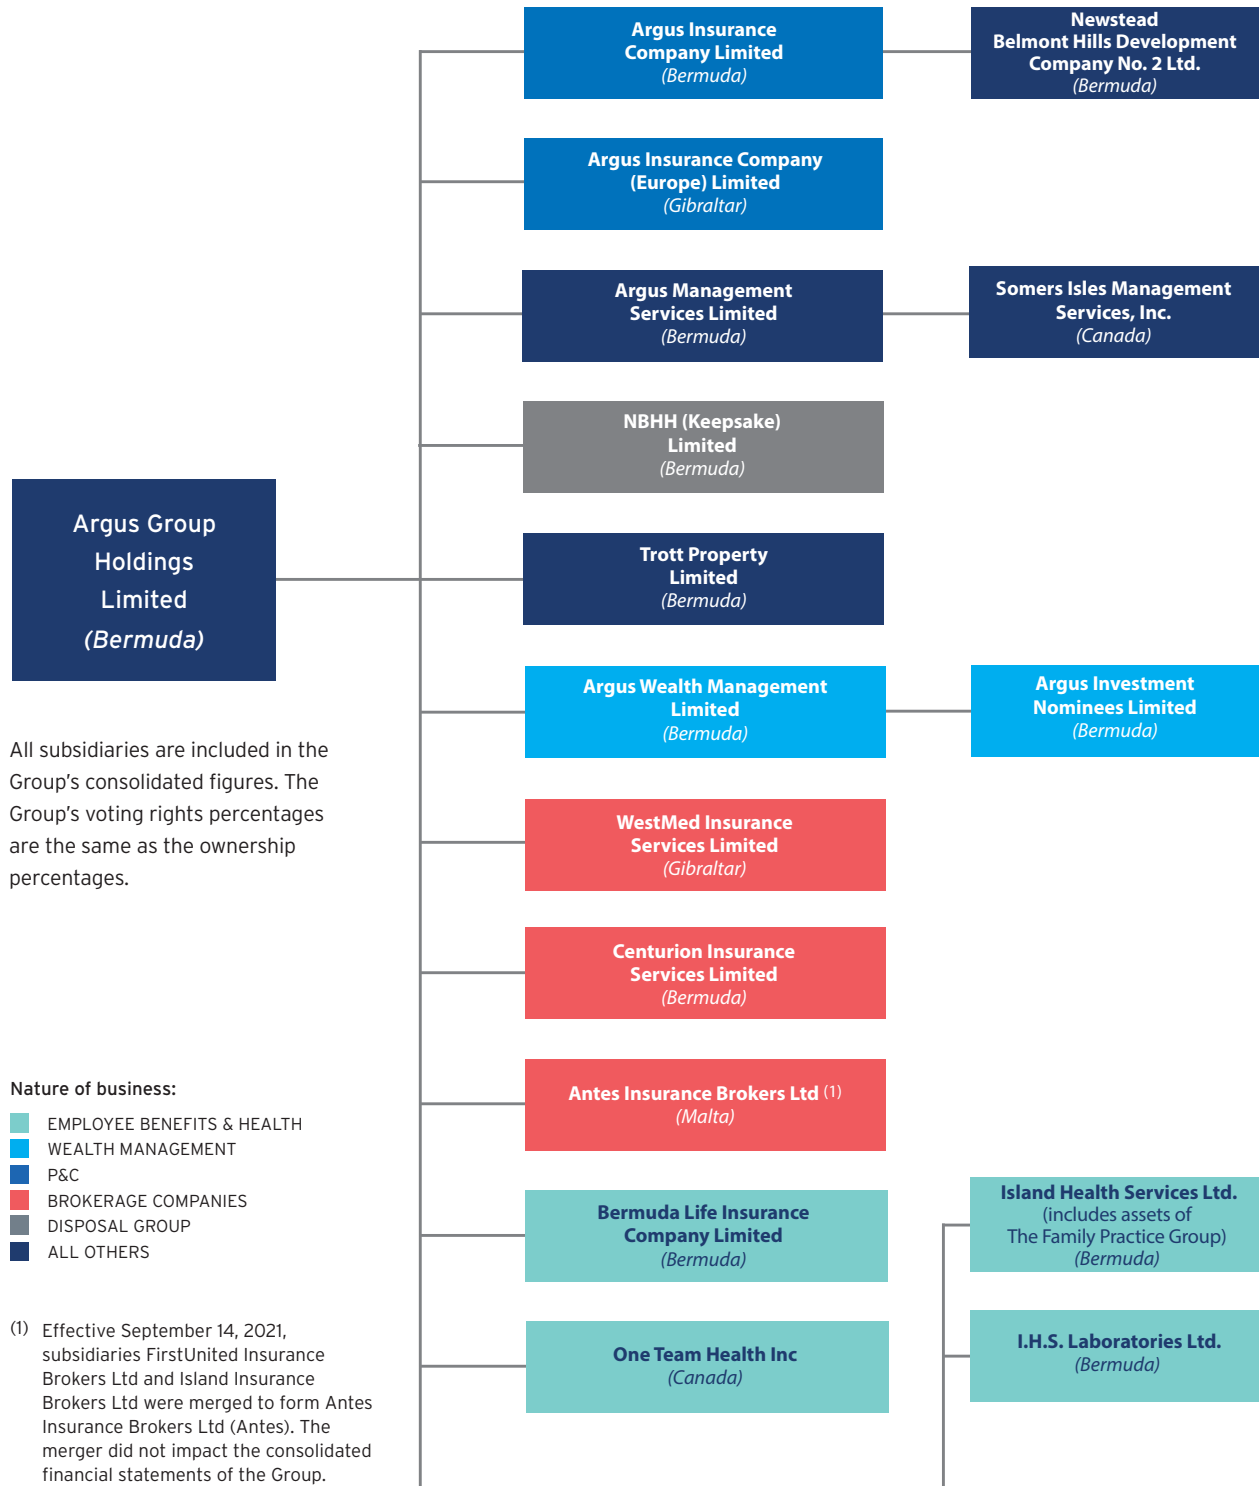 Argus Insurance
Company Limited
(Bermuda)
Newstead
Belmont Hills Development
Company No. 2 Ltd.
(Bermuda)
Argus Insurance Company
(Europe) Limited
(Gibraltar)
Argus Management
Services Limited
(Bermuda)
Somers Isles Management
Services, Inc.
(Canada)
NBHH (Keepsake)
Limited
(Bermuda)
Argus Group
Holdings
Limited
(Bermuda)
Trott Property
Limited
(Bermuda)
Argus Wealth Management
Limited
(Bermuda)
Argus Investment
Nominees Limited
(Bermuda)
All subsidiaries are included in the
Group's consolidated figures. The
Group's voting rights percentages
are the same as the ownership
percentages.
WestMed Insurance
Services Limited
(Gibraltar)
Centurion Insurance
Services Limited
(Bermuda)
Antes Insurance Brokers Ltd (1)
(Malta)
Nature of business:
EMPLOYEE BENEFITS & HEALTH
WEALTH MANAGEMENT
P&C
BROKERAGE COMPANIES
DISPOSAL GROUP
ALL OTHERS
Bermuda Life Insurance
Company Limited
(Bermuda)
Island Health Services Ltd.
(includes assets of
The Family Practice Group)
(Bermuda)
One Team Health Inc
(Canada)
I.H.S. Laboratories Ltd.
(Bermuda)
(1) Effective September 14, 2021,
subsidiaries FirstUnited Insurance
Brokers Ltd and Island Insurance
Brokers Ltd were merged to form Antes
Insurance Brokers Ltd (Antes). The
merger did not impact the consolidated
financial statements of the Group.